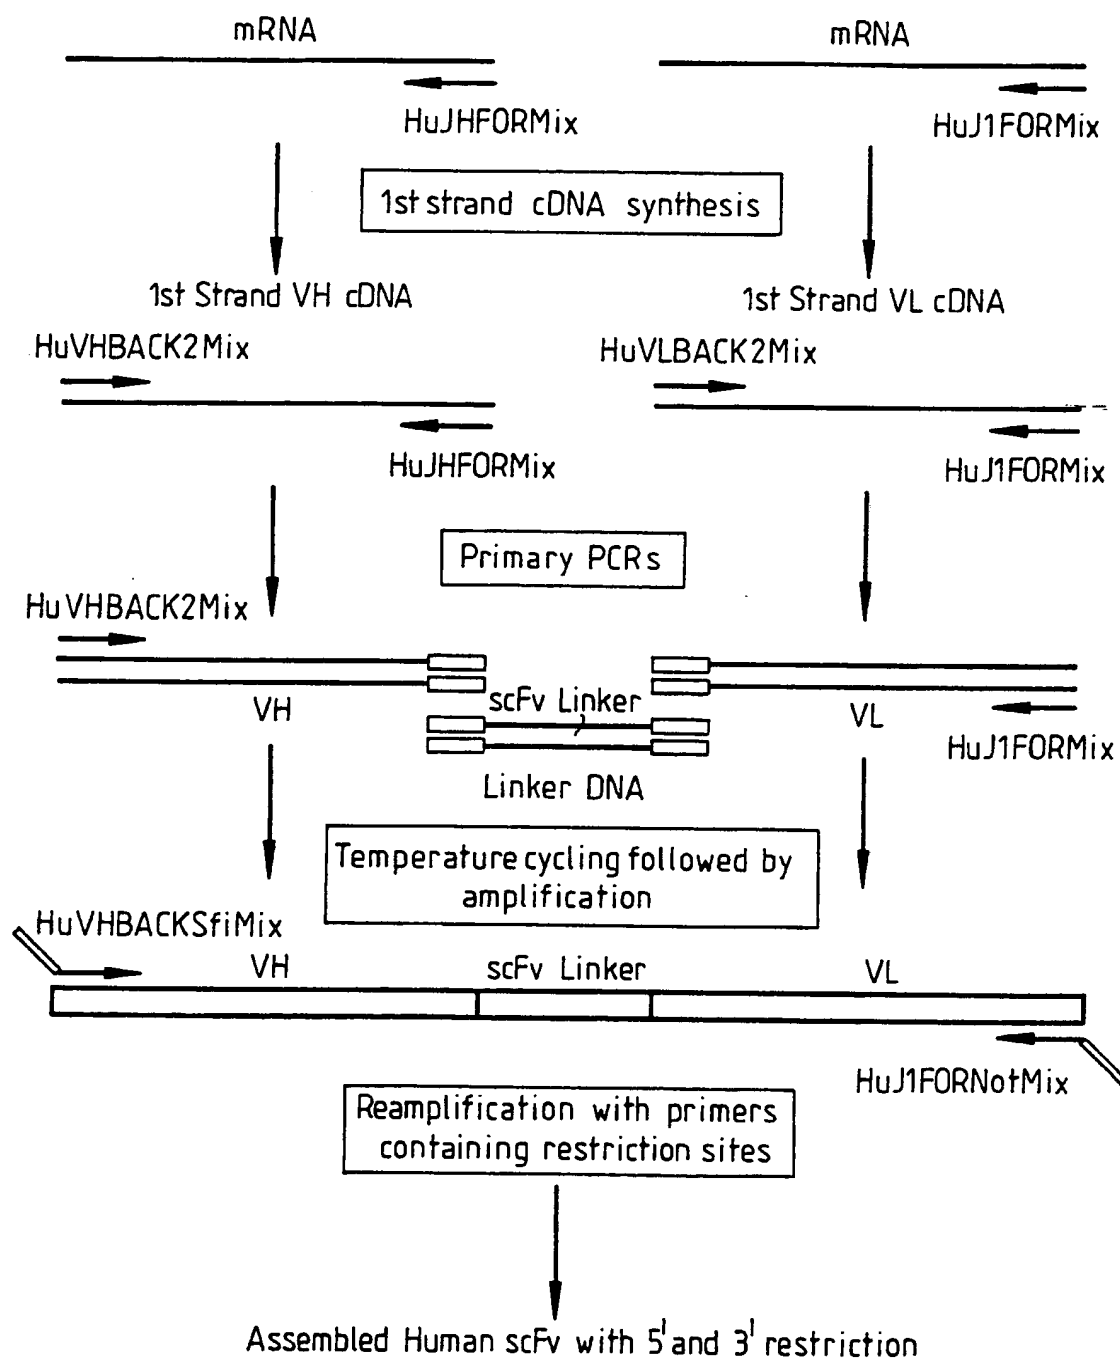 mRNA
mRNA
HuJHFORMix
HuJ1FORMix
1st strand cDNA synthesis
1st Strand VH cDNA
1st Strand VL cDNA
HuVHBACK2Mix
HuVLBACK2Mix
HuJHFORMix
HuJ1FORMix
Primary PCRs
HuVHBACK2Mix
VH
scFv Linker
VL
HuJ1FORMix
Linker DNA
Temperature cycling followed by
amplification
HuVHBACKSfiMix
VH
scFv Linker
VL
HuJ1FORNotMix
Reamplification with primers
containing restriction sites
Assembled Human scFv with 5' and 3' restriction